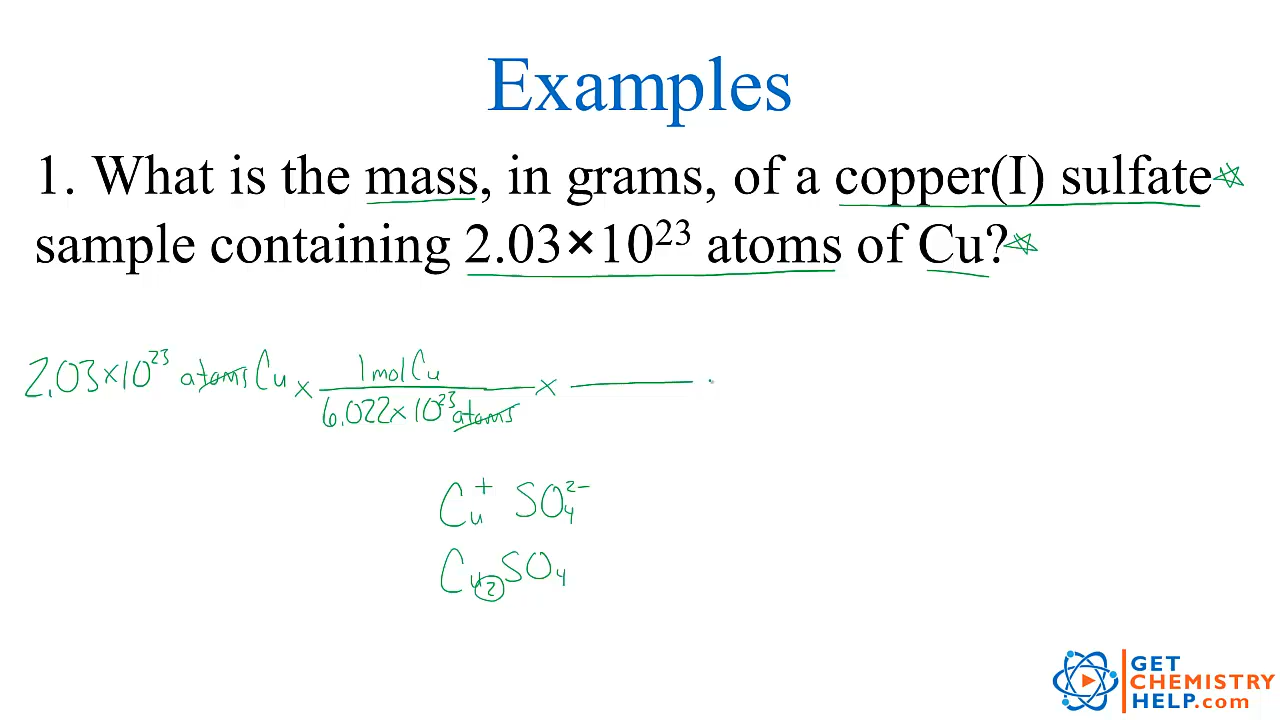 Examples
1. What is the mass, in grams, of a copper(I) sulfate
sample containing 2.03×10²³ atoms of Cu?
2.03×10²³ atoms Cu × 1 mol Cu / 6.022×10²³ atoms ×
Cu⁺ SO₄²⁻
Cu₂SO₄
GET
CHEMISTRY
HELP.com